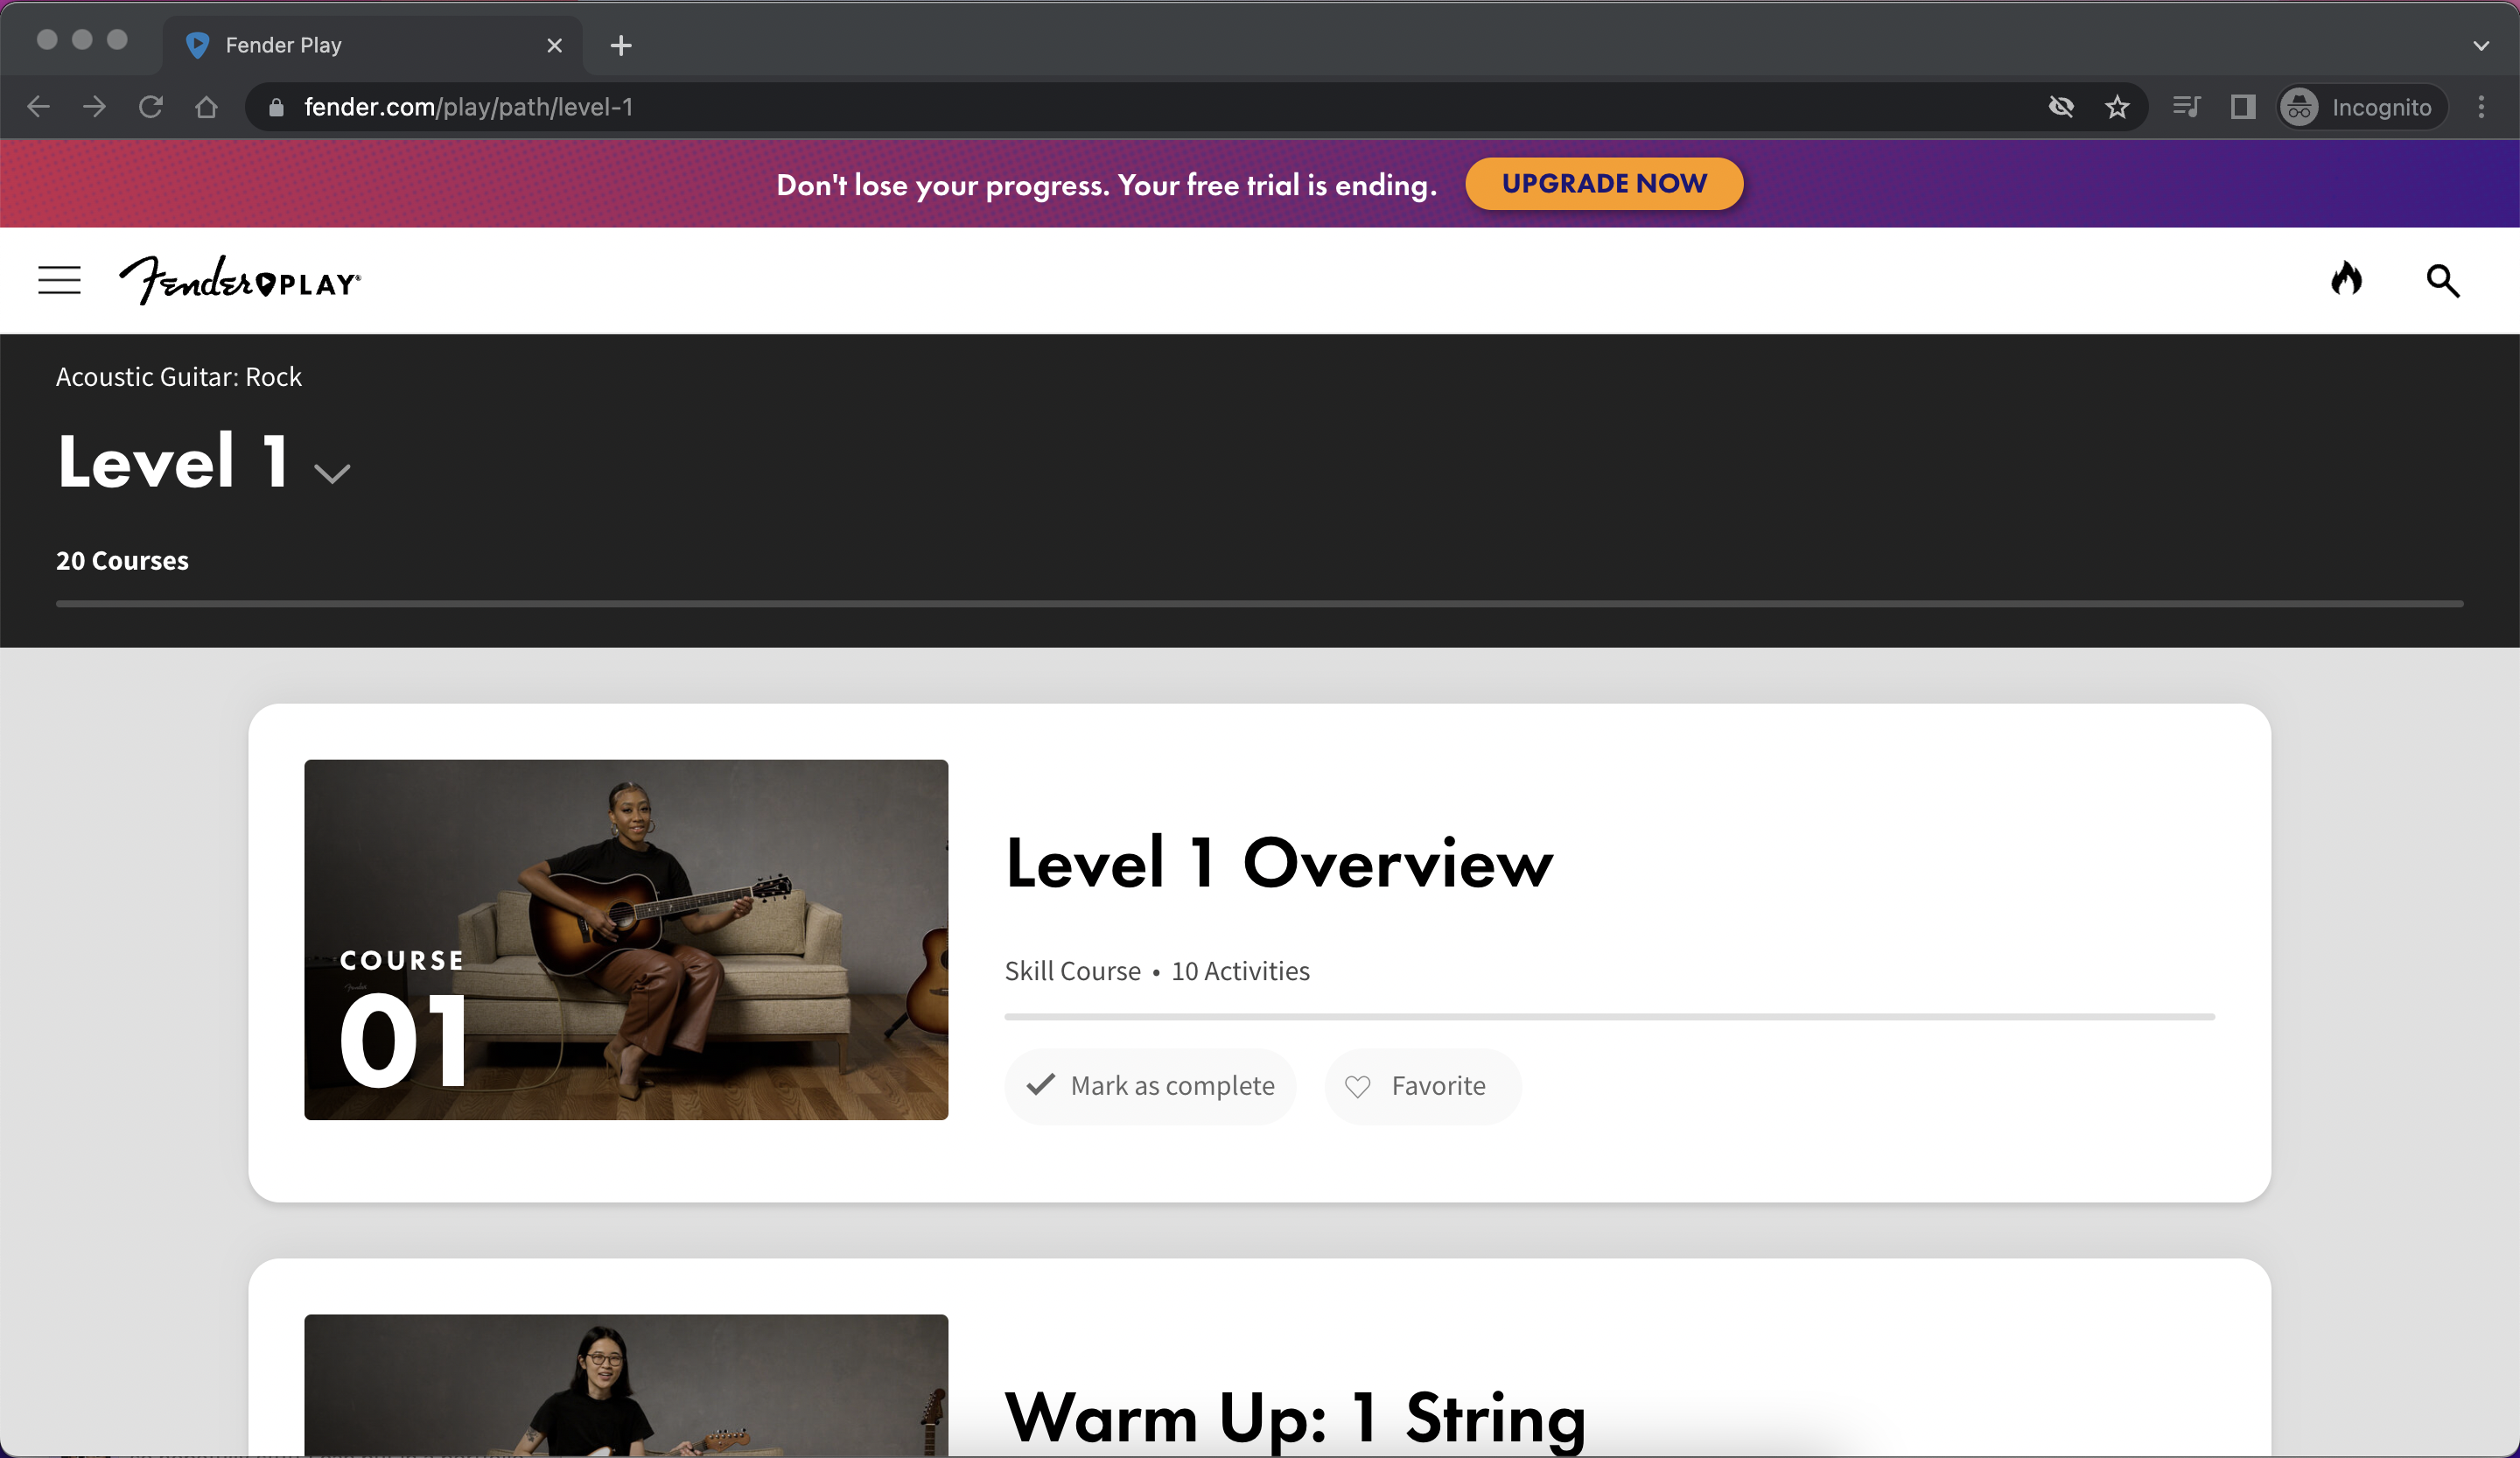 Fender Play
fender.com/play/path/level-1
Incognito
Don't lose your progress. Your free trial is ending.
UPGRADE NOW
Fender PLAY®
Acoustic Guitar: Rock
Level 1
20 Courses
COURSE
01
Level 1 Overview
Skill Course • 10 Activities
Mark as complete
Favorite
Warm Up: 1 String